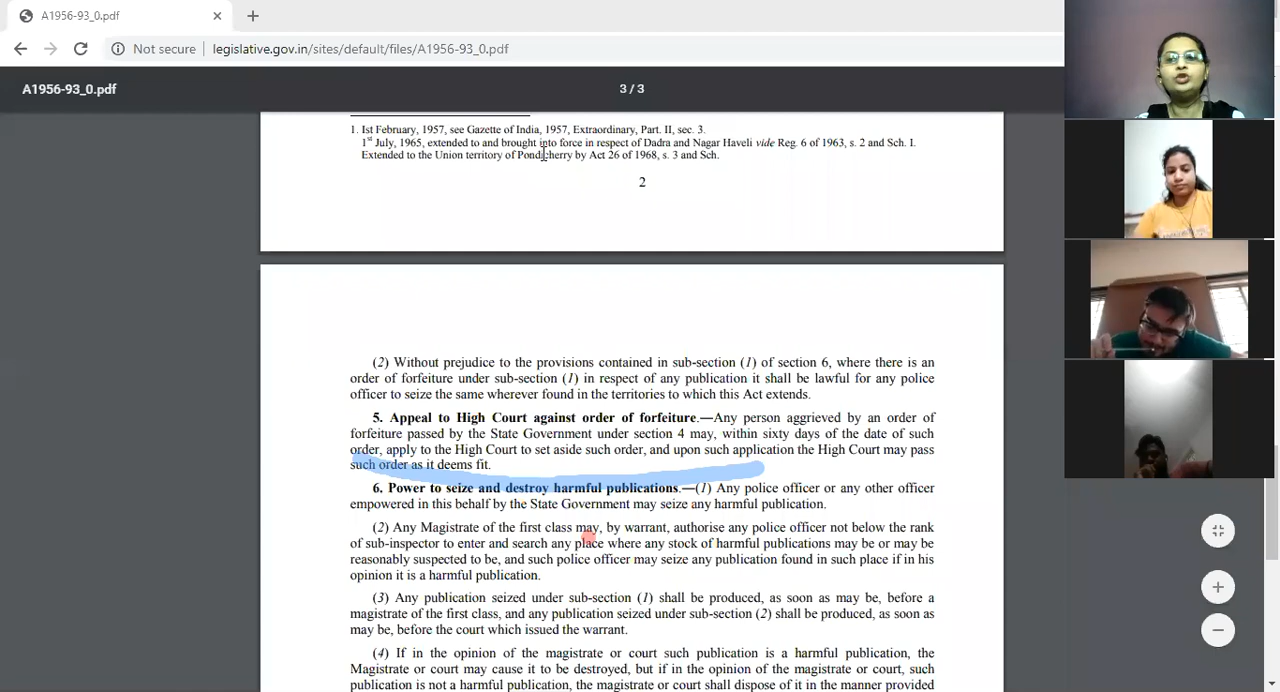 A1956-93_0.pdf
Not secure | legislative.gov.in/sites/default/files/A1956-93_0.pdf
A1956-93_0.pdf
3 / 3
1. Ist February, 1957, see Gazette of India, 1957, Extraordinary, Part. II, sec. 3.
1st July, 1965, extended to and brought into force in respect of Dadra and Nagar Haveli vide Reg. 6 of 1963, s. 2 and Sch. I.
Extended to the Union territory of Pondicherry by Act 26 of 1968, s. 3 and Sch.
2
(2) Without prejudice to the provisions contained in sub-section (1) of section 6, where there is an
order of forfeiture under sub-section (1) in respect of any publication it shall be lawful for any police
officer to seize the same wherever found in the territories to which this Act extends.
5. Appeal to High Court against order of forfeiture.—Any person aggrieved by an order of
forfeiture passed by the State Government under section 4 may, within sixty days of the date of such
order, apply to the High Court to set aside such order, and upon such application the High Court may pass
such order as it deems fit.
6. Power to seize and destroy harmful publications.—(1) Any police officer or any other officer
empowered in this behalf by the State Government may seize any harmful publication.
(2) Any Magistrate of the first class may, by warrant, authorise any police officer not below the rank
of sub-inspector to enter and search any place where any stock of harmful publications may be or may be
reasonably suspected to be, and such police officer may seize any publication found in such place if in his
opinion it is a harmful publication.
(3) Any publication seized under sub-section (1) shall be produced, as soon as may be, before a
magistrate of the first class, and any publication seized under sub-section (2) shall be produced, as soon as
may be, before the court which issued the warrant.
(4) If in the opinion of the magistrate or court such publication is a harmful publication, the
Magistrate or court may cause it to be destroyed, but if in the opinion of the magistrate or court, such
publication is not a harmful publication, the magistrate or court shall dispose of it in the manner provided